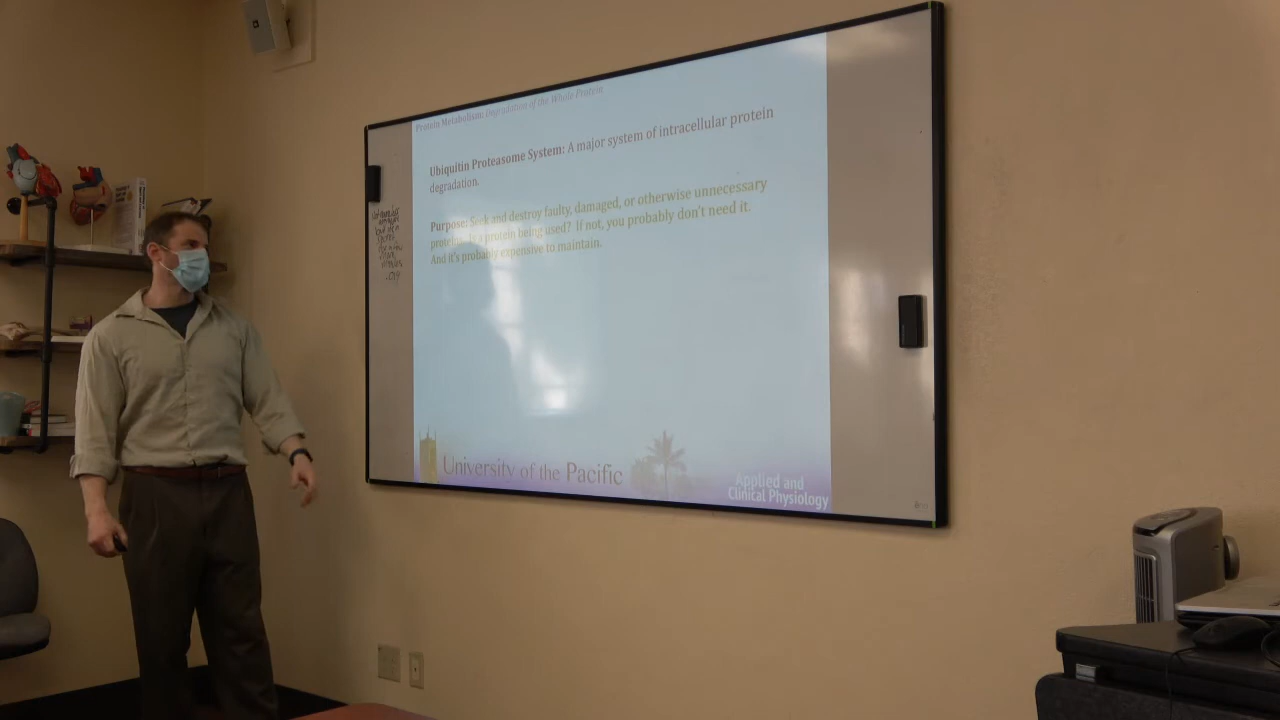 Protein Metabolism: Degradation of the Whole Protein
Ubiquitin Proteasome System: A major system of intracellular protein
degradation.
Purpose: Seek and destroy faulty, damaged, or otherwise unnecessary
proteins. Is a protein being used? If not, you probably don't need it.
And it's probably expensive to maintain.
University of the Pacific
Applied and
Clinical Physiology